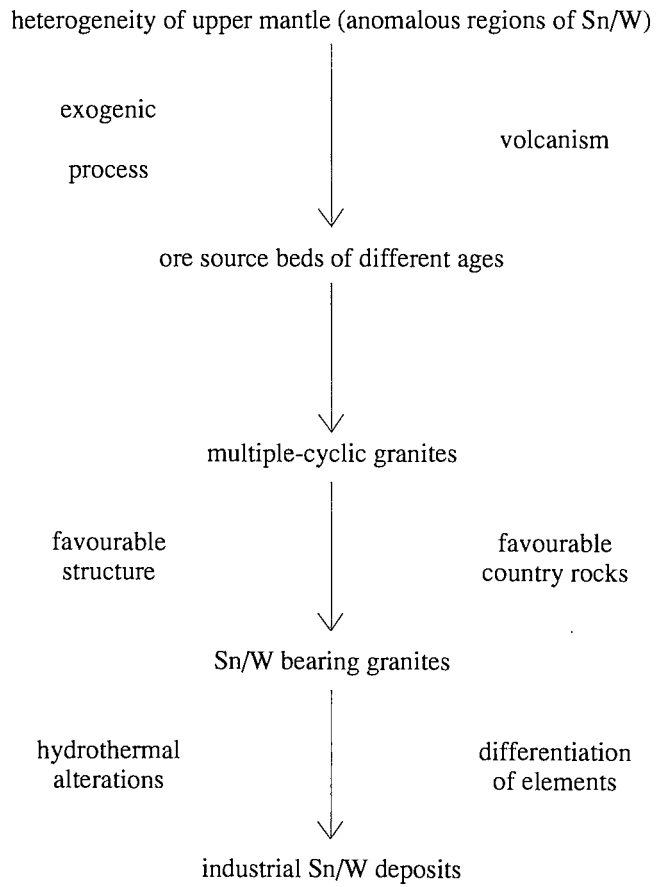 heterogeneity of upper mantle (anomalous regions of Sn/W)
exogenic
process
volcanism
ore source beds of different ages
multiple-cyclic granites
favourable
structure
favourable
country rocks
Sn/W bearing granites
hydrothermal
alterations
differentiation
of elements
industrial Sn/W deposits